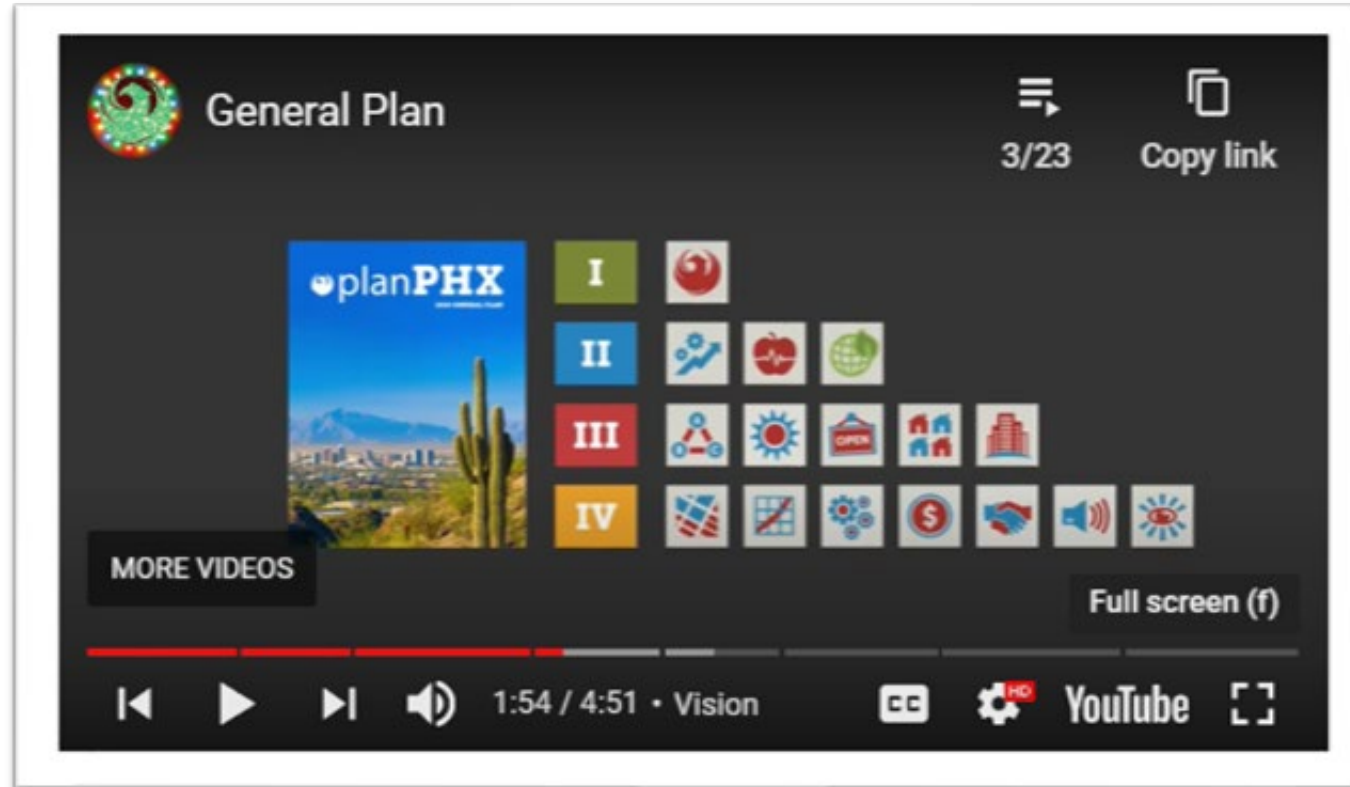 General Plan
3/23
Copy link
planPHX
I
II
III
OPEN
IV
$
MORE VIDEOS
Full screen (f)
1:54 / 4:51 • Vision
CC
HD
YouTube